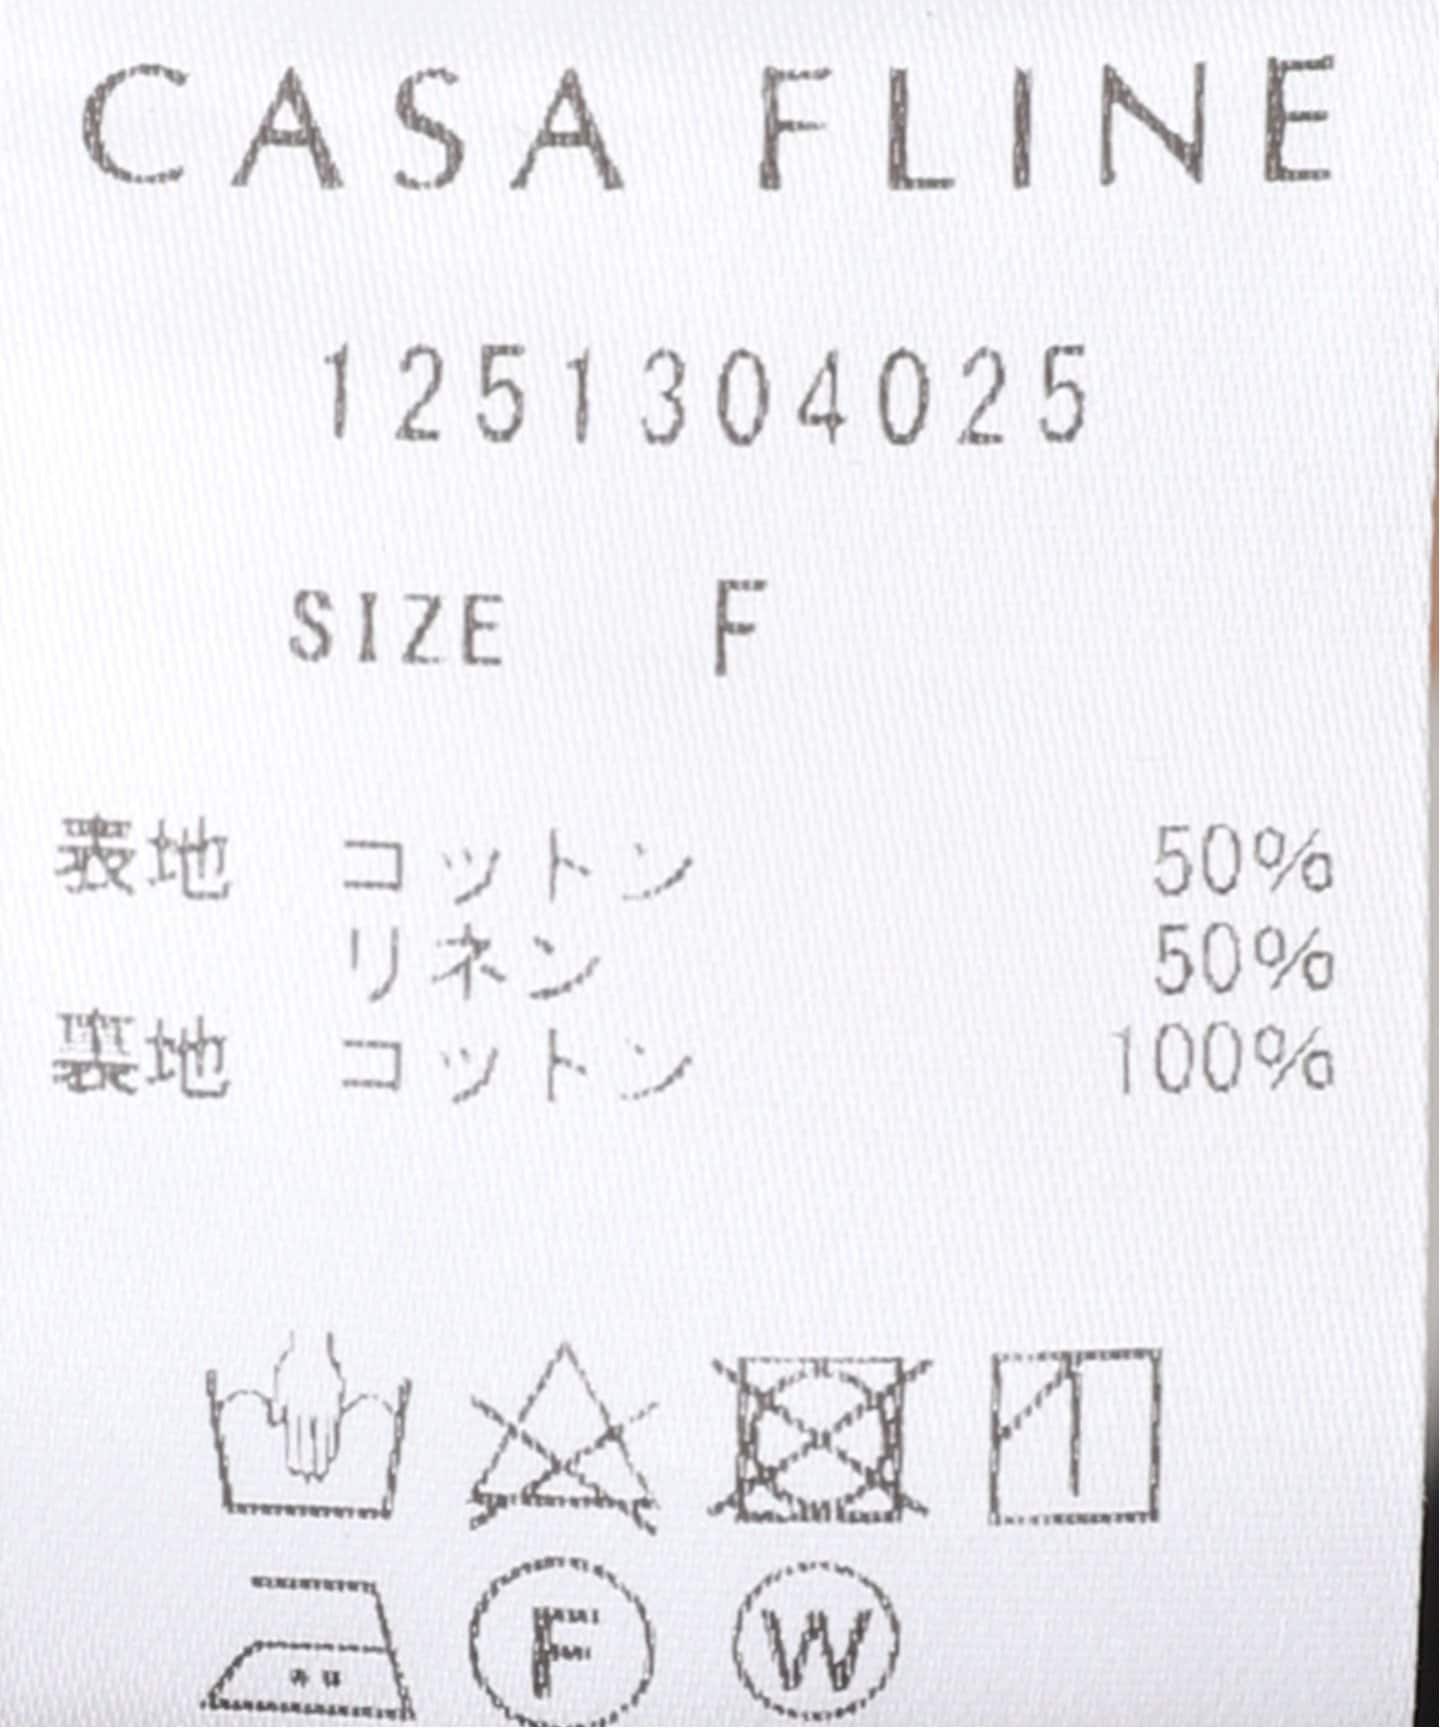 CASA FLINE
1251304025
SIZE F
表地 コットン 50%
リネン 50%
裏地 コットン 100%
F W